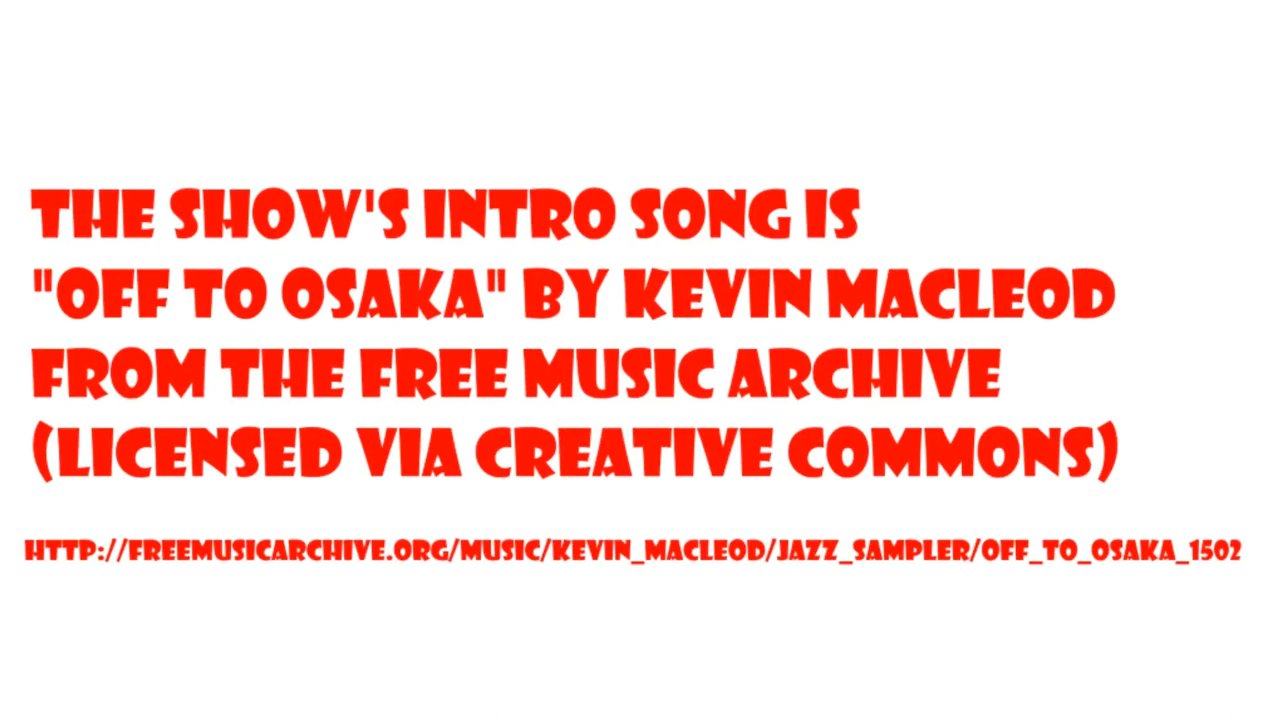 THE SHOW'S INTRO SONG IS
"OFF TO OSAKA" BY KEVIN MACLEOD
FROM THE FREE MUSIC ARCHIVE
(LICENSED VIA CREATIVE COMMONS)
HTTP://FREEMUSICARCHIVE.ORG/MUSIC/KEVIN_MACLEOD/JAZZ_SAMPLER/OFF_TO_OSAKA_1502